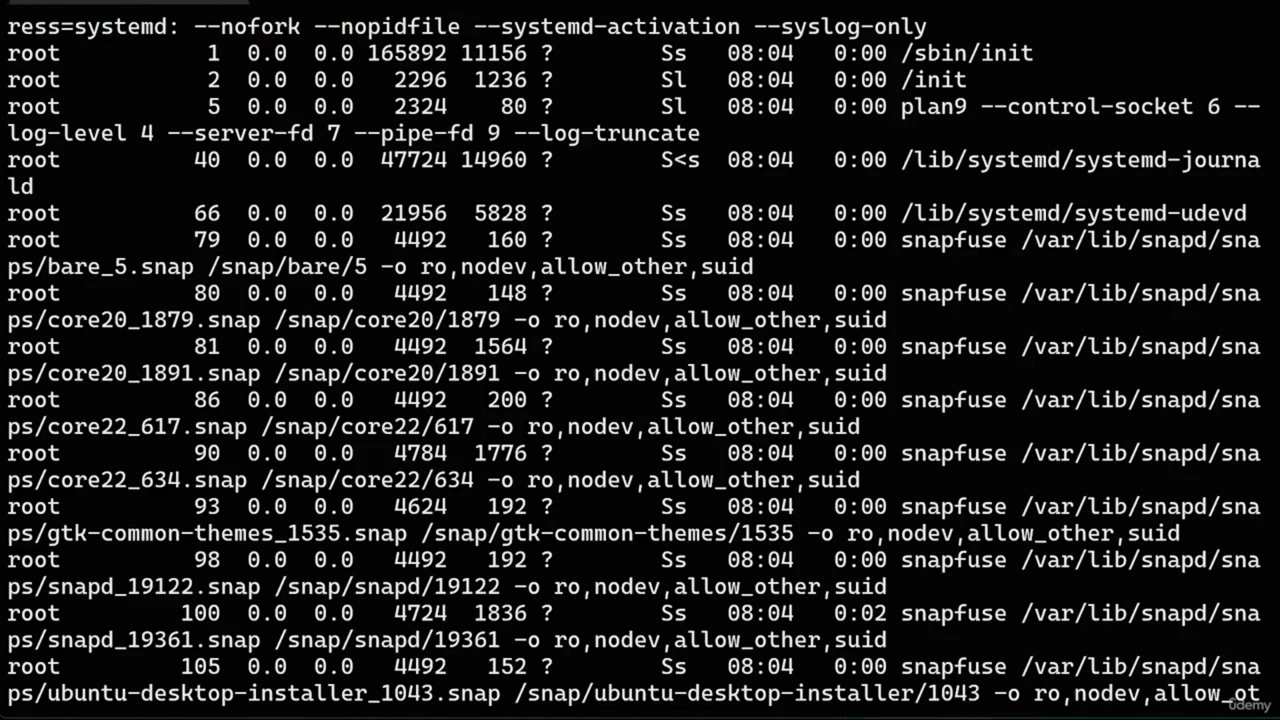 ress=systemd: --nofork --nopidfile --systemd-activation --syslog-only
root 1 0.0 0.0 165892 11156 ? Ss 08:04 0:00 /sbin/init
root 2 0.0 0.0 2296 1236 ? Sl 08:04 0:00 /init
root 5 0.0 0.0 2324 80 ? Sl 08:04 0:00 plan9 --control-socket 6 --
log-level 4 --server-fd 7 --pipe-fd 9 --log-truncate
root 40 0.0 0.0 47724 14960 ? S<s 08:04 0:00 /lib/systemd/systemd-journa
ld
root 66 0.0 0.0 21956 5828 ? Ss 08:04 0:00 /lib/systemd/systemd-udevd
root 79 0.0 0.0 4492 160 ? Ss 08:04 0:00 snapfuse /var/lib/snapd/sna
ps/bare_5.snap /snap/bare/5 -o ro,nodev,allow_other,suid
root 80 0.0 0.0 4492 148 ? Ss 08:04 0:00 snapfuse /var/lib/snapd/sna
ps/core20_1879.snap /snap/core20/1879 -o ro,nodev,allow_other,suid
root 81 0.0 0.0 4492 1564 ? Ss 08:04 0:00 snapfuse /var/lib/snapd/sna
ps/core20_1891.snap /snap/core20/1891 -o ro,nodev,allow_other,suid
root 86 0.0 0.0 4492 200 ? Ss 08:04 0:00 snapfuse /var/lib/snapd/sna
ps/core22_617.snap /snap/core22/617 -o ro,nodev,allow_other,suid
root 90 0.0 0.0 4784 1776 ? Ss 08:04 0:00 snapfuse /var/lib/snapd/sna
ps/core22_634.snap /snap/core22/634 -o ro,nodev,allow_other,suid
root 93 0.0 0.0 4624 192 ? Ss 08:04 0:00 snapfuse /var/lib/snapd/sna
ps/gtk-common-themes_1535.snap /snap/gtk-common-themes/1535 -o ro,nodev,allow_other,suid
root 98 0.0 0.0 4492 192 ? Ss 08:04 0:00 snapfuse /var/lib/snapd/sna
ps/snapd_19122.snap /snap/snapd/19122 -o ro,nodev,allow_other,suid
root 100 0.0 0.0 4724 1836 ? Ss 08:04 0:02 snapfuse /var/lib/snapd/sna
ps/snapd_19361.snap /snap/snapd/19361 -o ro,nodev,allow_other,suid
root 105 0.0 0.0 4492 152 ? Ss 08:04 0:00 snapfuse /var/lib/snapd/sna
ps/ubuntu-desktop-installer_1043.snap /snap/ubuntu-desktop-installer/1043 -o ro,nodev,allow_ot
udemy